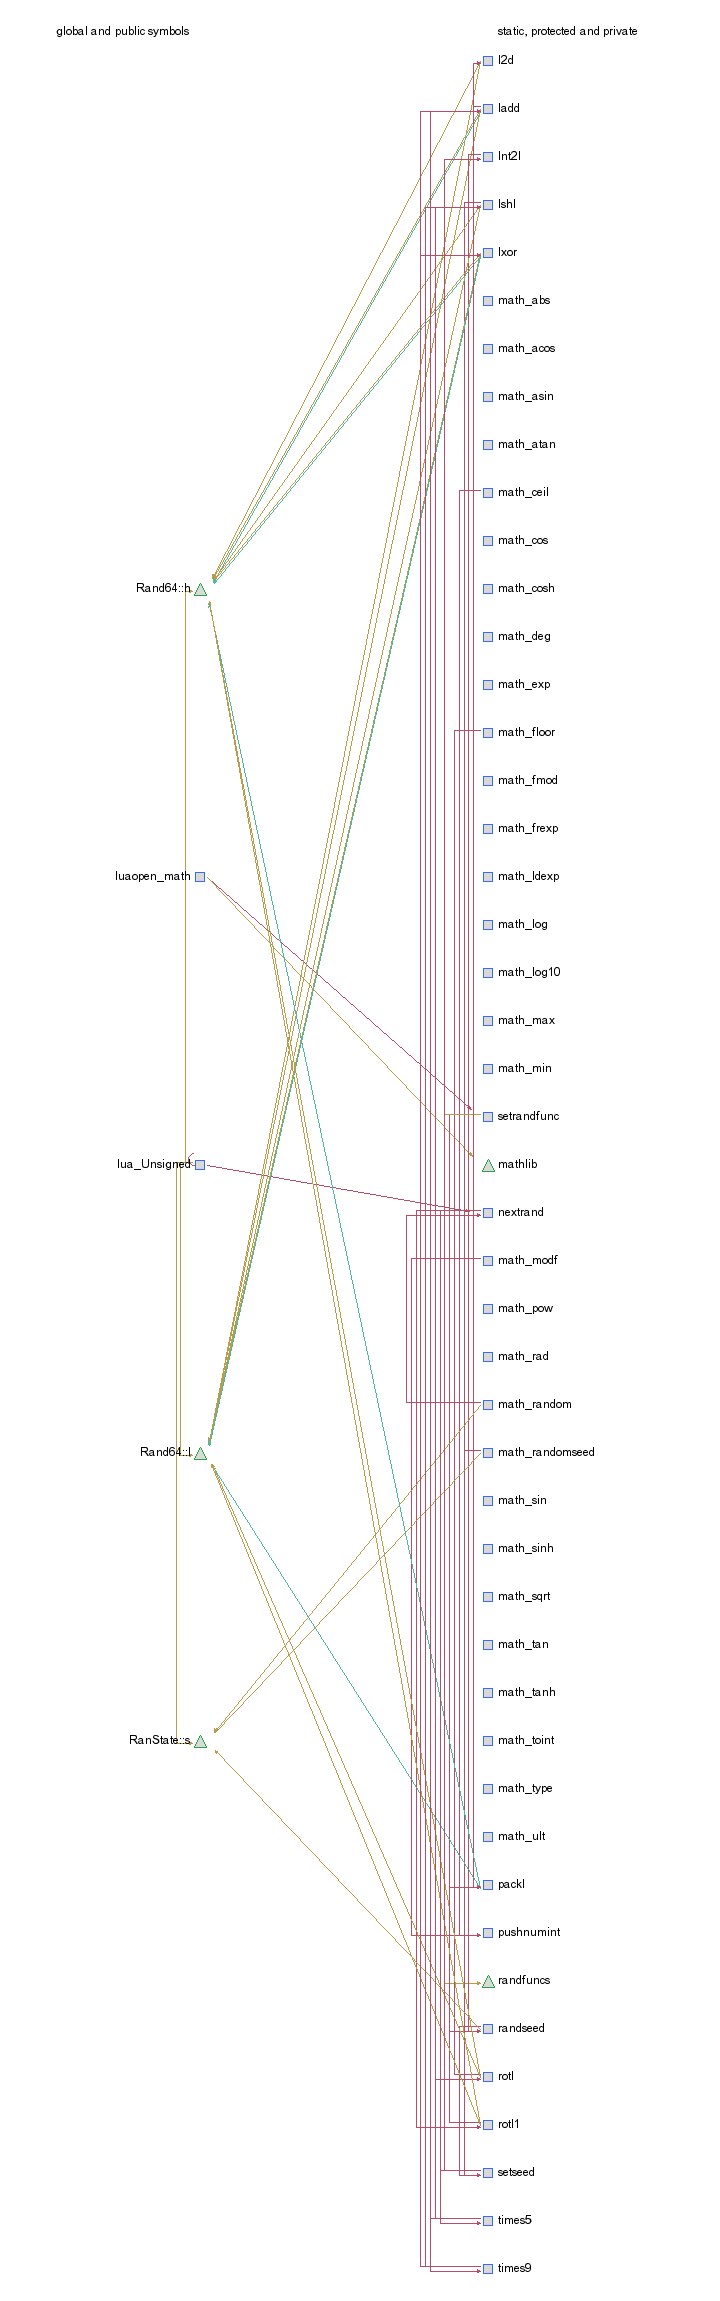 global and public symbols
static, protected and private
l2d
ladd
Int2I
lshl
lxor
math_abs
math_acos
math_asin
math_atan
math_ceil
math_cos
math_cosh
math_deg
math_exp
Rand64::h
math_floor
math_fmod
math_frexp
luaopen_math
math_ldexp
math_log
math_log10
math_max
math_min
setrandfunc
lua_Unsigned
mathlib
nextrand
math_modf
math_pow
math_rad
math_random
Rand64::l
math_randomseed
math_sin
math_sinh
math_sqrt
math_tan
math_tanh
RanState::s
math_toint
math_type
math_ult
packI
pushnumint
randfuncs
randseed
rotl
rotl1
setseed
times5
times9